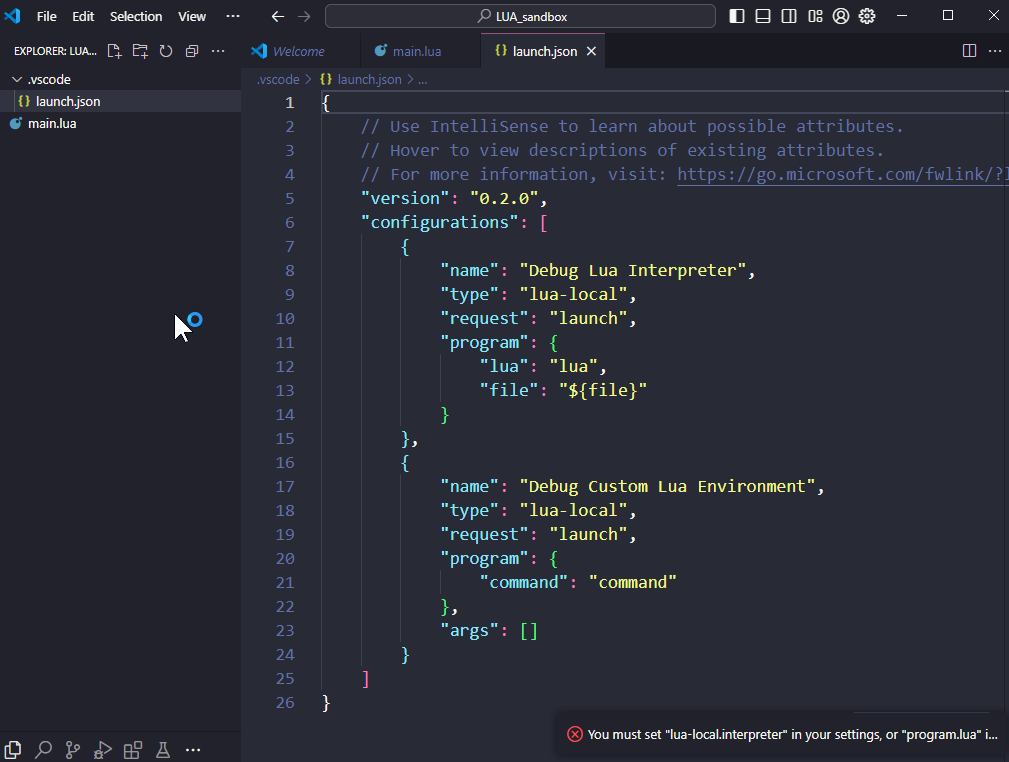 File Edit Selection View ··· LUA_sandbox
EXPLORER: LUA... ···
Welcome main.lua {} launch.json ···
.vscode
{} launch.json
main.lua
.vscode > {} launch.json > ...
1 {
2 // Use IntelliSense to learn about possible attributes.
3 // Hover to view descriptions of existing attributes.
4 // For more information, visit: https://go.microsoft.com/fwlink/?l
5 "version": "0.2.0",
6 "configurations": [
7 {
8 "name": "Debug Lua Interpreter",
9 "type": "lua-local",
10 "request": "launch",
11 "program": {
12 "lua": "lua",
13 "file": "${file}"
14 }
15 },
16 {
17 "name": "Debug Custom Lua Environment",
18 "type": "lua-local",
19 "request": "launch",
20 "program": {
21 "command": "command"
22 },
23 "args": []
24 }
25 ]
26 }
You must set "lua-local.interpreter" in your settings, or "program.lua" i...